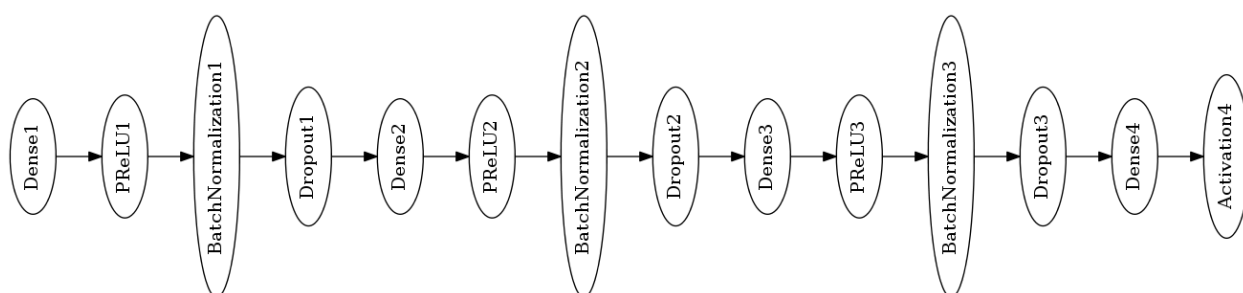 Dense1
PReLU1
BatchNormalization1
Dropout1
Dense2
PReLU2
BatchNormalization2
Dropout2
Dense3
PReLU3
BatchNormalization3
Dropout3
Dense4
Activation4